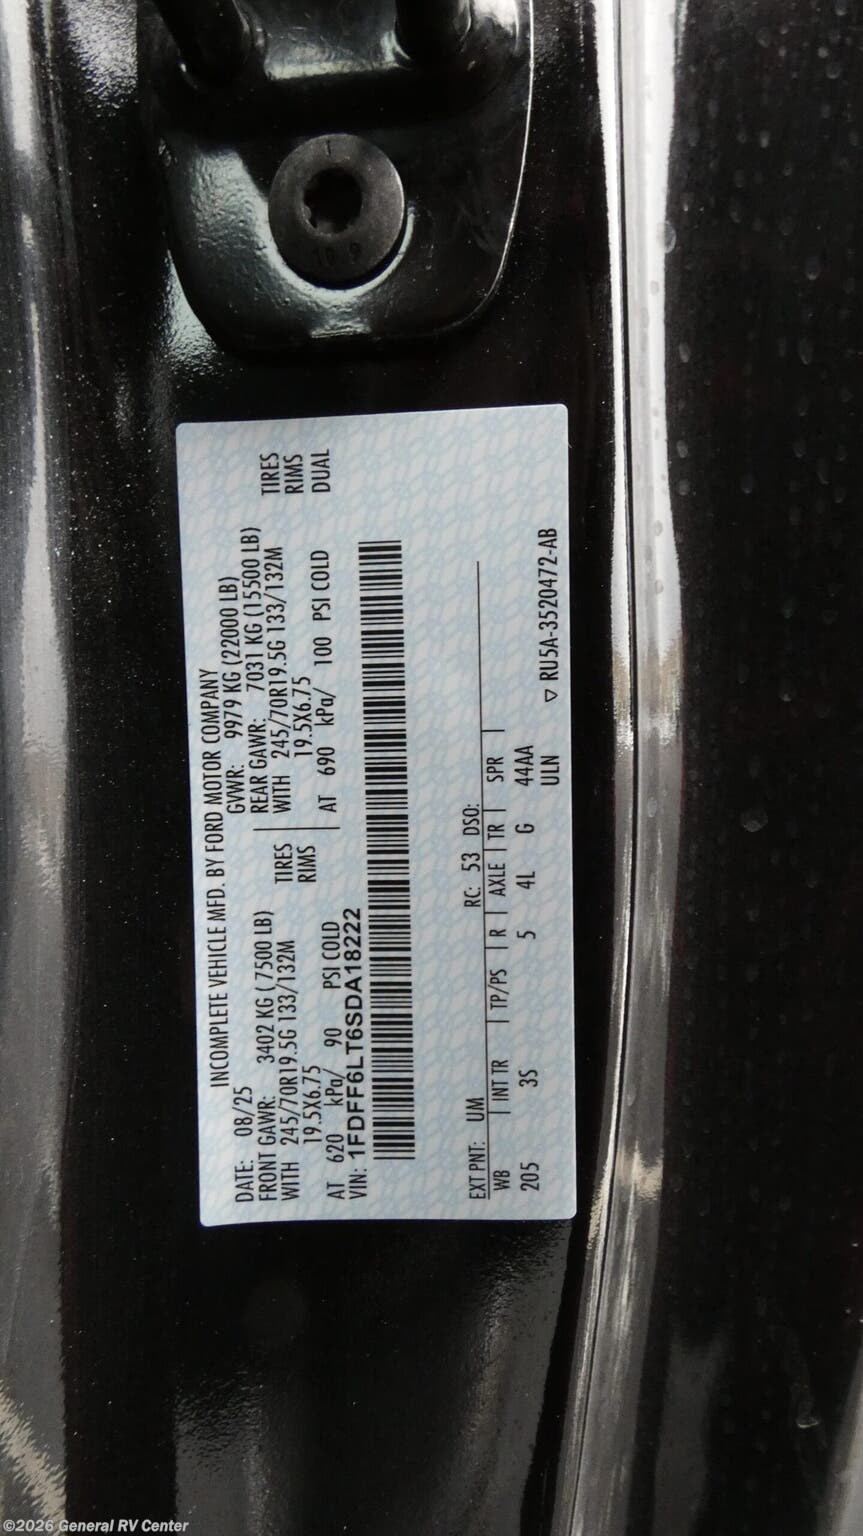 INCOMPLETE VEHICLE MFD. BY FORD MOTOR COMPANY
DATE: 08/25 GVWR: 9979 KG (22000 LB)
FRONT GAWR: 3402 KG (7500 LB) REAR GAWR: 7031 KG (15500 LB)
WITH 245/70R19.5G 133/132M TIRES WITH 245/70R19.5G 133/132M TIRES
19.5X6.75 RIMS 19.5X6.75 RIMS
AT 620 kPa/ 90 PSI COLD AT 690 kPa/ 100 PSI COLD DUAL
VIN: 1FDFF6LT6SDA18222
EXT PNT: UM RC: 53 DSO:
WB INT TR TP/PS R AXLE TR SPR
205 3S 5 4L G 44AA
ULN ▽ RU5A-3520472-AB
10 9
©2026 General RV Center